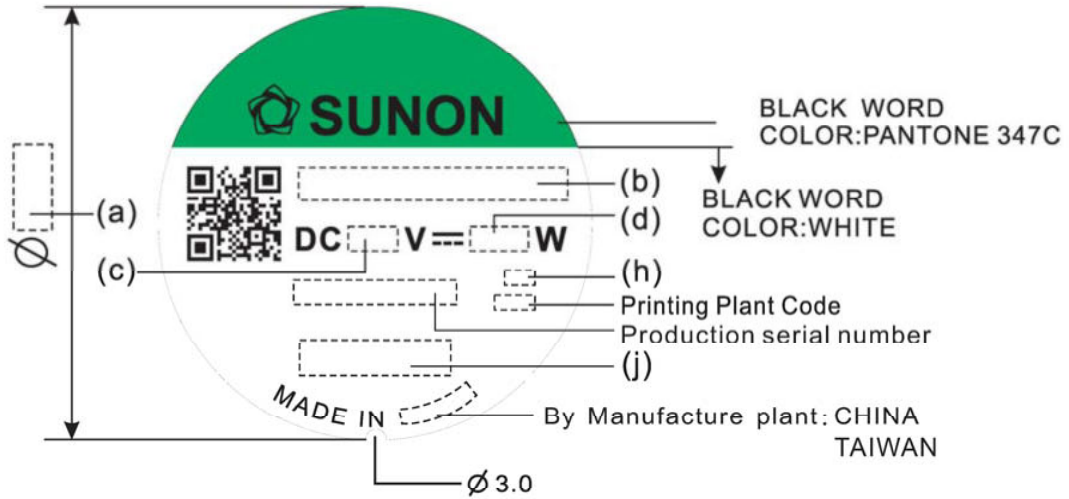 SUNON
BLACK WORD
COLOR:PANTONE 347C
BLACK WORD
COLOR:WHITE
(a)
Ø
(b)
(c)
DC V⎓ W
(d)
(h)
Printing Plant Code
Production serial number
(j)
MADE IN
By Manufacture plant: CHINA
TAIWAN
Ø 3.0